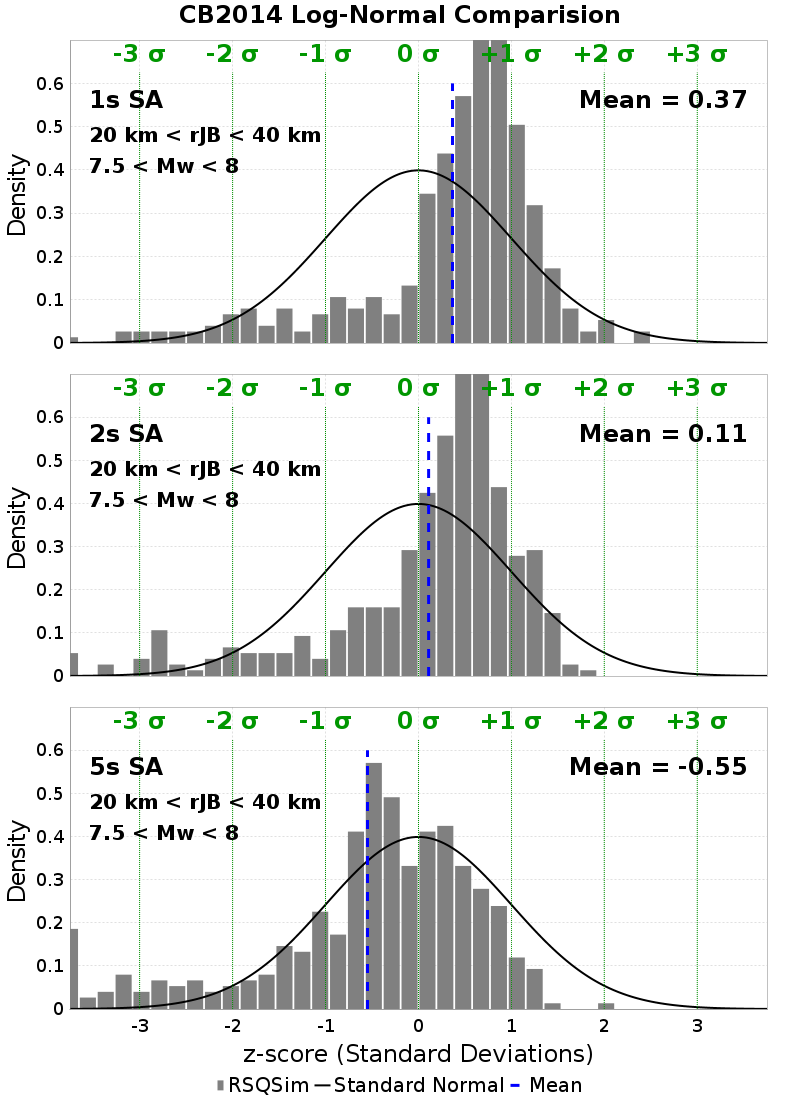 CB2014 Log-Normal Comparision
-3 σ -2 σ -1 σ 0 σ +1 σ +2 σ +3 σ
1s SA
Mean = 0.37
20 km < rJB < 40 km
7.5 < Mw < 8
Density
0.6
0.5
0.4
0.3
0.2
0.1
0
-3 σ -2 σ -1 σ 0 σ +1 σ +2 σ +3 σ
2s SA
Mean = 0.11
20 km < rJB < 40 km
7.5 < Mw < 8
Density
0.6
0.5
0.4
0.3
0.2
0.1
0
-3 σ -2 σ -1 σ 0 σ +1 σ +2 σ +3 σ
5s SA
Mean = -0.55
20 km < rJB < 40 km
7.5 < Mw < 8
Density
0.6
0.5
0.4
0.3
0.2
0.1
0
-3 -2 -1 0 1 2 3
z-score (Standard Deviations)
RSQSim Standard Normal Mean